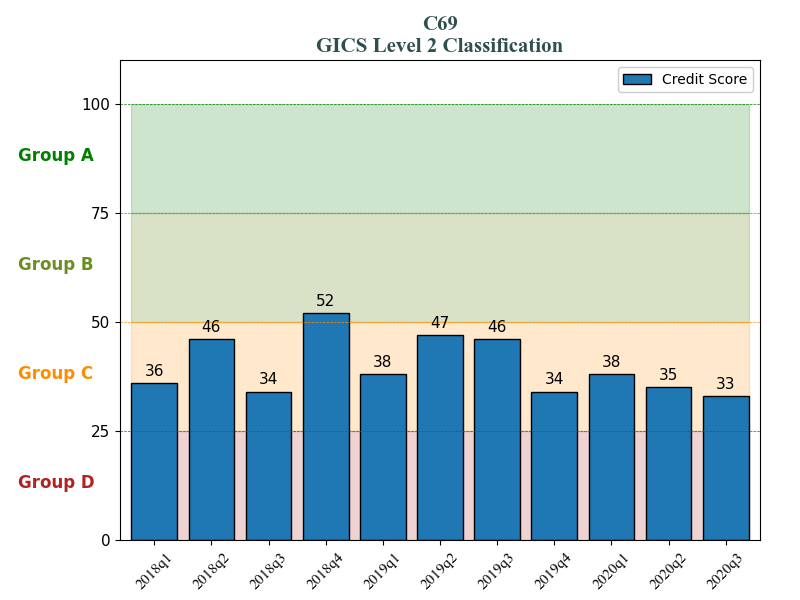 C69
GICS Level 2 Classification
Credit Score
100
Group A
75
Group B
50
Group C
25
Group D
0
36
46
34
52
38
47
46
34
38
35
33
2018q1
2018q2
2018q3
2018q4
2019q1
2019q2
2019q3
2019q4
2020q1
2020q2
2020q3